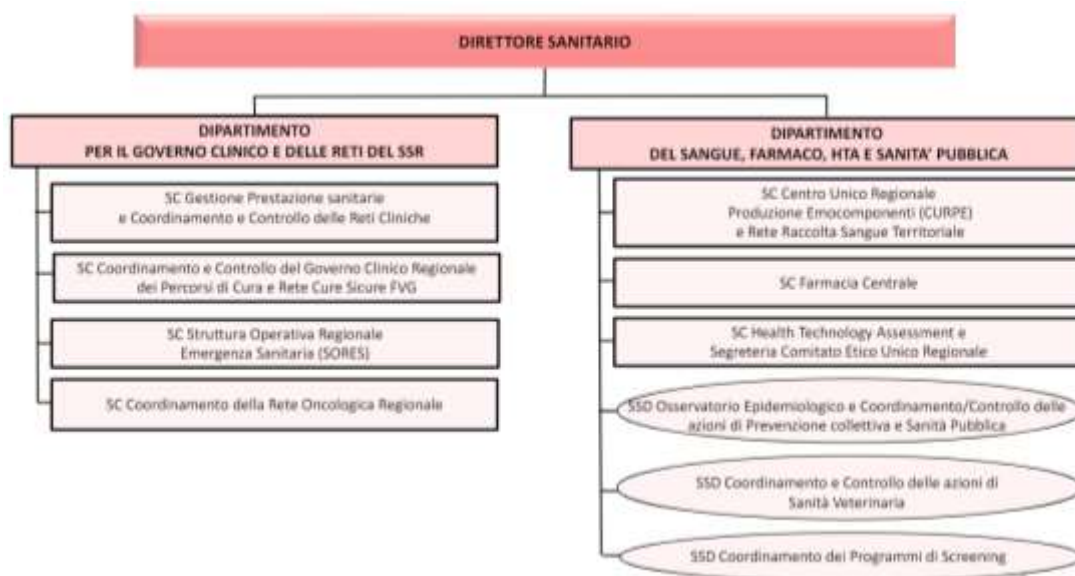 DIRETTORE SANITARIO
DIPARTIMENTO
PER IL GOVERNO CLINICO E DELLE RETI DEL SSR
SC Gestione Prestazione sanitarie
e Coordinamento e Controllo delle Reti Cliniche
SC Coordinamento e Controllo del Governo Clinico Regionale
dei Percorsi di Cura e Rete Cure Sicure FVG
SC Struttura Operativa Regionale
Emergenza Sanitaria (SORES)
SC Coordinamento della Rete Oncologica Regionale
DIPARTIMENTO
DEL SANGUE, FARMACO, HTA E SANITA' PUBBLICA
SC Centro Unico Regionale
Produzione Emocomponenti (CURPE)
e Rete Raccolta Sangue Territoriale
SC Farmacia Centrale
SC Health Technology Assessment e
Segreteria Comitato Etico Unico Regionale
SSD Osservatorio Epidemiologico e Coordinamento/Controllo delle
azioni di Prevenzione collettiva e Sanità Pubblica
SSD Coordinamento e Controllo delle azioni di
Sanità Veterinaria
SSD Coordinamento dei Programmi di Screening